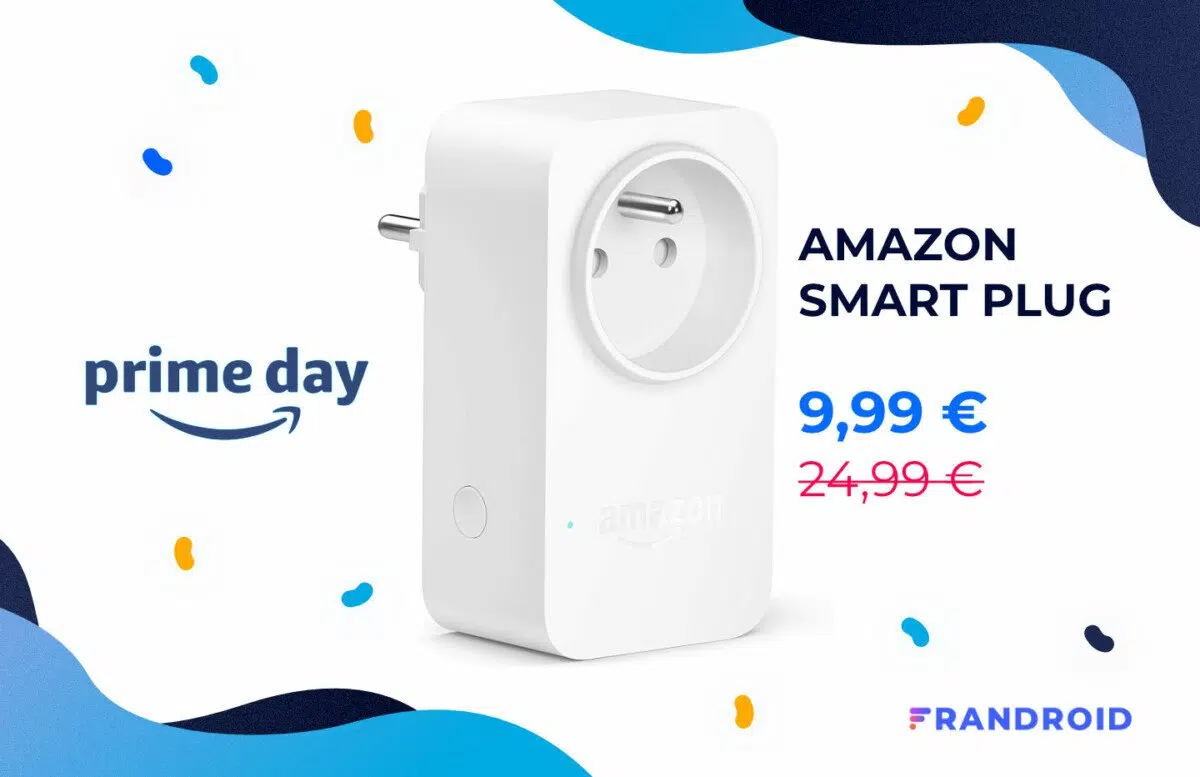 prime day
amazon
AMAZON
SMART PLUG
9,99 €
24,99 €
FRANDROID